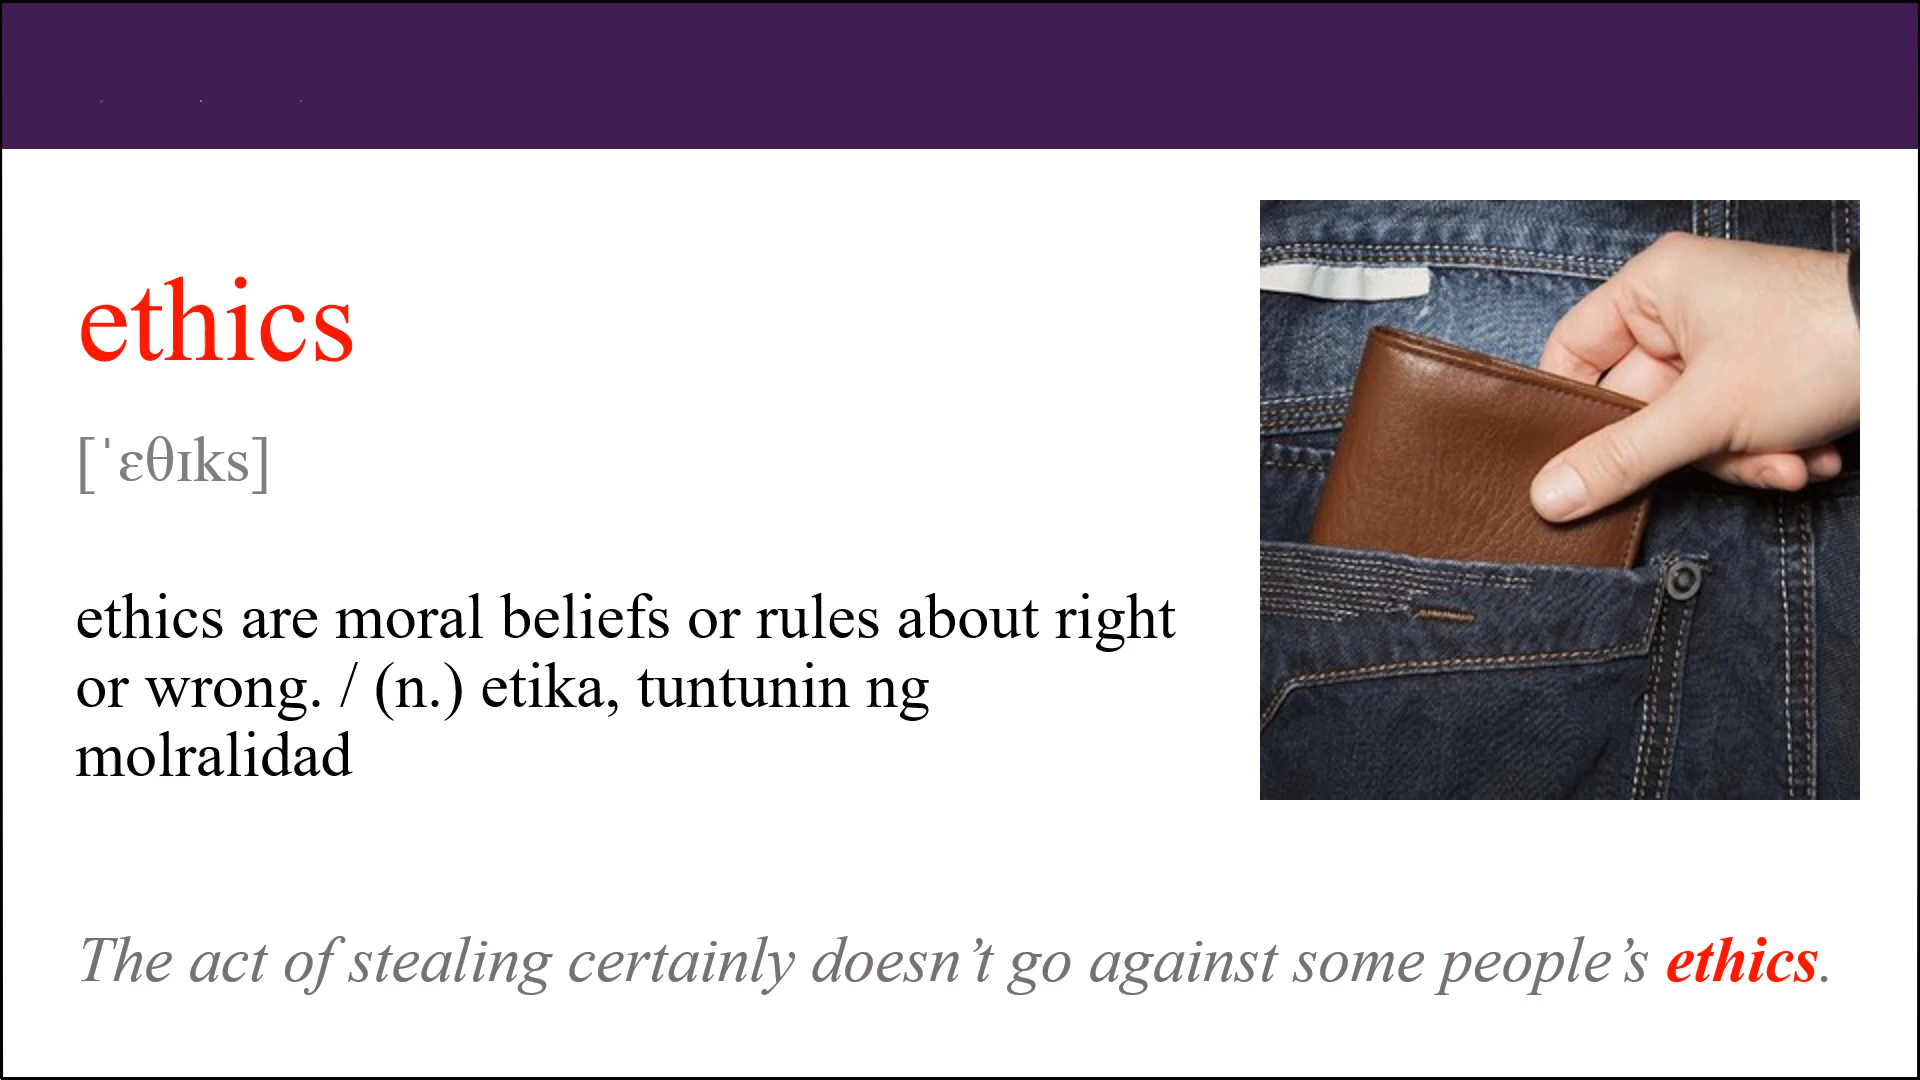 ethics
[ˈɛθɪks]
ethics are moral beliefs or rules about right
or wrong. / (n.) etika, tuntunin ng
molralidad
The act of stealing certainly doesn’t go against some people’s ethics.